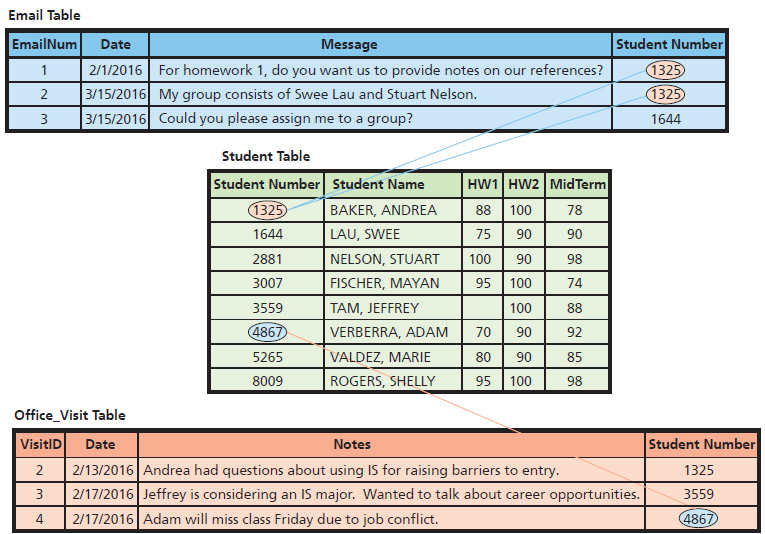 Email Table
EmailNum Date Message Student Number
1 2/1/2016 For homework 1, do you want us to provide notes on our references? 1325
2 3/15/2016 My group consists of Swee Lau and Stuart Nelson. 1325
3 3/15/2016 Could you please assign me to a group? 1644
Student Table
Student Number Student Name HW1 HW2 MidTerm
1325 BAKER, ANDREA 88 100 78
1644 LAU, SWEE 75 90 90
2881 NELSON, STUART 100 90 98
3007 FISCHER, MAYAN 95 100 74
3559 TAM, JEFFREY 100 88
4867 VERBERRA, ADAM 70 90 92
5265 VALDEZ, MARIE 80 90 85
8009 ROGERS, SHELLY 95 100 98
Office_Visit Table
VisitID Date Notes Student Number
2 2/13/2016 Andrea had questions about using IS for raising barriers to entry. 1325
3 2/17/2016 Jeffrey is considering an IS major. Wanted to talk about career opportunities. 3559
4 2/17/2016 Adam will miss class Friday due to job conflict. 4867